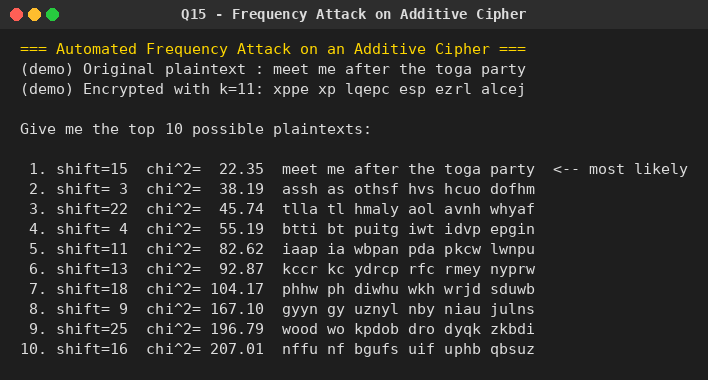 Q15 - Frequency Attack on Additive Cipher
=== Automated Frequency Attack on an Additive Cipher ===
(demo) Original plaintext : meet me after the toga party
(demo) Encrypted with k=11: xppe xp lqepc esp ezrl alcej
Give me the top 10 possible plaintexts:
 1. shift=15  chi^2=  22.35  meet me after the toga party  <-- most likely
 2. shift= 3  chi^2=  38.19  assh as othsf hvs hcuo dofhm
 3. shift=22  chi^2=  45.74  tlla tl hmaly aol avnh whyaf
 4. shift= 4  chi^2=  55.19  btti bt puitg iwt idvp epgin
 5. shift=11  chi^2=  82.62  iaap ia wbpan pda pkcw lwnpu
 6. shift=13  chi^2=  92.87  kccr kc ydrcp rfc rmey nyprw
 7. shift=18  chi^2= 104.17  phhw ph diwhu wkh wrjd sduwb
 8. shift= 9  chi^2= 167.10  gyyn gy uznyl nby niau julns
 9. shift=25  chi^2= 196.79  wood wo kpdob dro dyqk zkbdi
10. shift=16  chi^2= 207.01  nffu nf bgufs uif uphb qbsuz